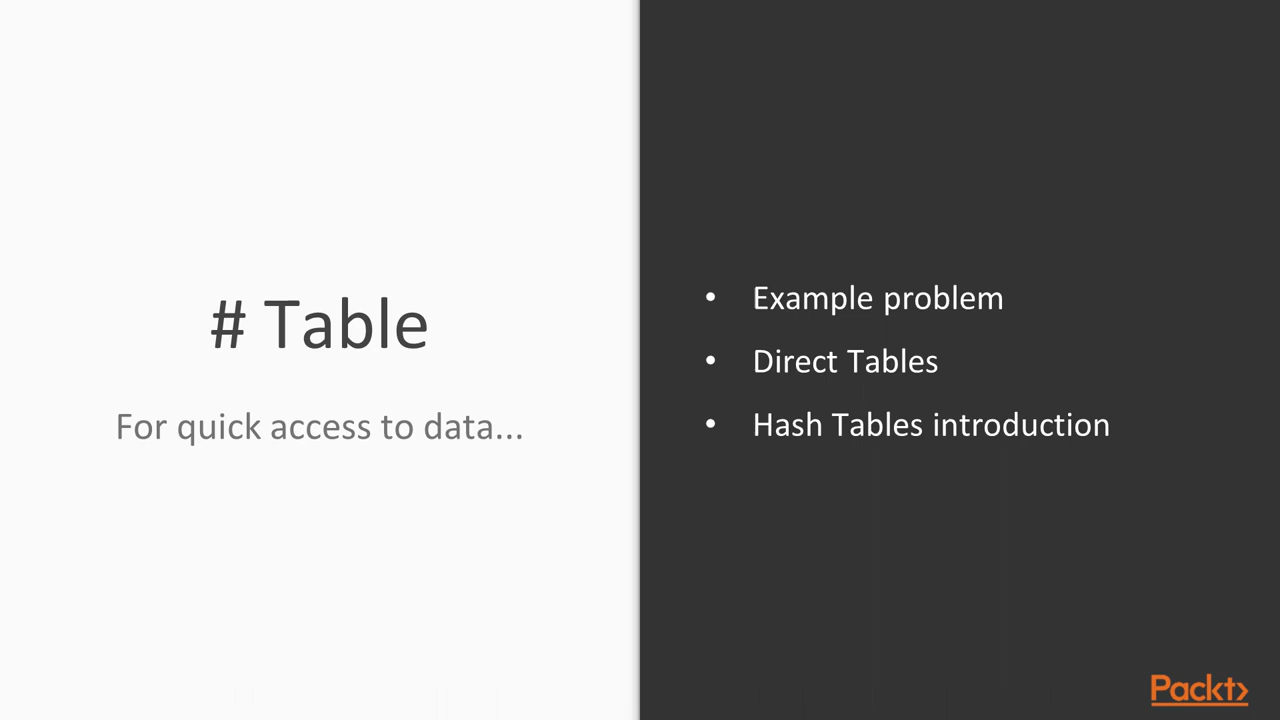 # Table
For quick access to data...
• Example problem
• Direct Tables
• Hash Tables introduction
Packt>